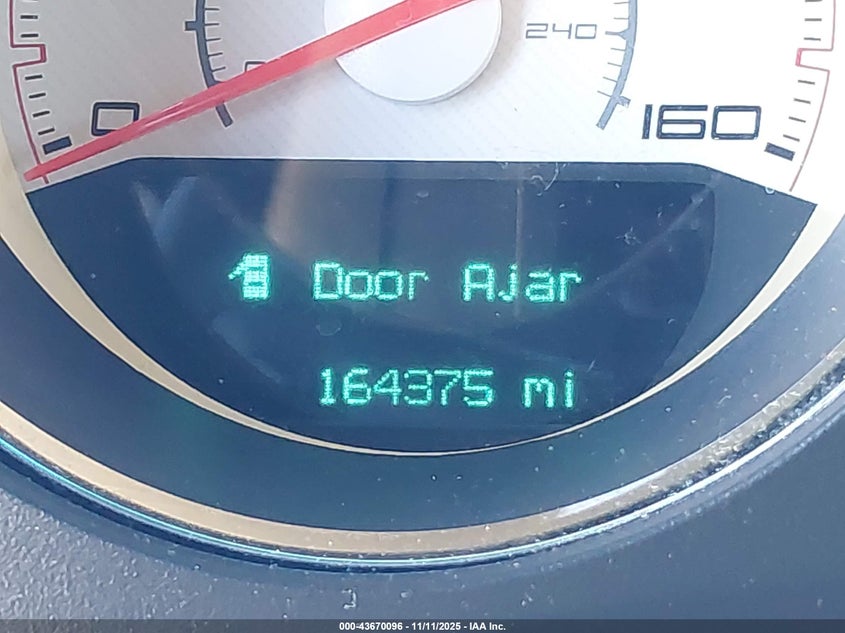 240
0
160
Door Ajar
164375 mi
000-43670096 - 11/11/2025 - IAA Inc.